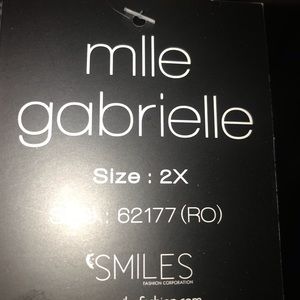 mlle
gabrielle
Size : 2X
: 62177 (RO)
SMILES
FASHION CORPORATION